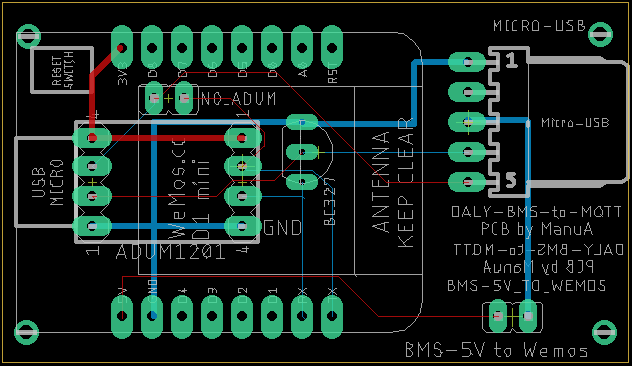 MICRO-USB
RESET
SWITCH
3V3
D8
D7
D6
D5
D0
A0
RST
1
NO_ADUM
Micro-USB
4
1
USB
MICRO
WeMos.cc
D1 mini
BC327
ANTENNA
KEEP CLEAR
5
DALY-BMS-to-MQTT
PCB by ManuA
GND
DALY-BMS-to-MQTT
PCB by ManuA
1
ADUM1201
4
BMS-5V_TO_WEMOS
5V
GND
D4
D3
D2
D1
RX
TX
BMS-5V to Wemos